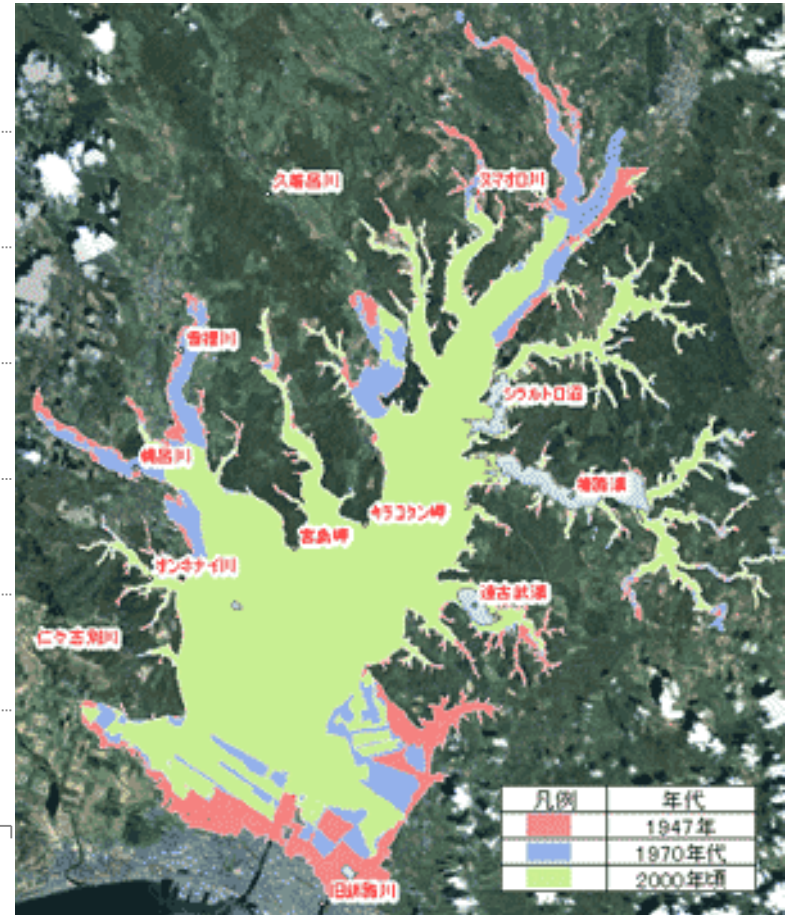 久著呂川
ヌマオロ川
雪裡川
シラルトロ沼
幌呂川
塘路湖
キラコタン岬
宮島岬
オンネナイ川
達古武湖
仁々志別川
凡例 年代
1947年
1970年代
2000年頃
旧釧路川